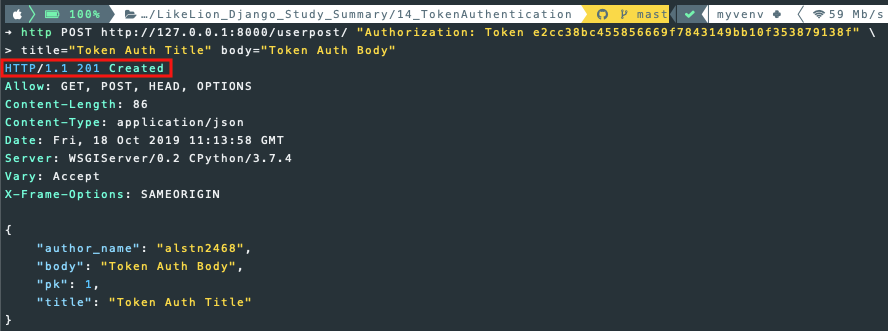 100% …/LikeLion_Django_Study_Summary/14_TokenAuthentication mast myvenv 59 Mb/s
➜ http POST http://127.0.0.1:8000/userpost/ "Authorization: Token e2cc38bc455856669f7843149bb10f353879138f" \
> title="Token Auth Title" body="Token Auth Body"
HTTP/1.1 201 Created
Allow: GET, POST, HEAD, OPTIONS
Content-Length: 86
Content-Type: application/json
Date: Fri, 18 Oct 2019 11:13:58 GMT
Server: WSGIServer/0.2 CPython/3.7.4
Vary: Accept
X-Frame-Options: SAMEORIGIN
{
    "author_name": "alstn2468",
    "body": "Token Auth Body",
    "pk": 1,
    "title": "Token Auth Title"
}